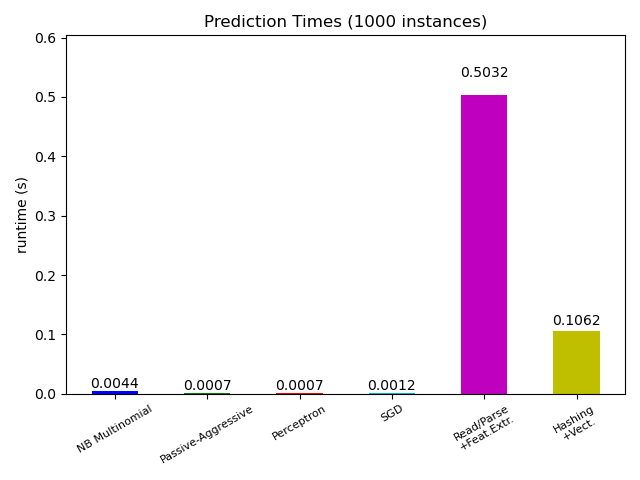 Prediction Times (1000 instances)
0.6
0.5
0.4
0.3
0.2
0.1
0.0
runtime (s)
0.0044
0.0007
0.0007
0.0012
0.5032
0.1062
NB Multinomial
Passive-Aggressive
Perceptron
SGD
Read/Parse
+Feat.Extr.
Hashing
+Vect.